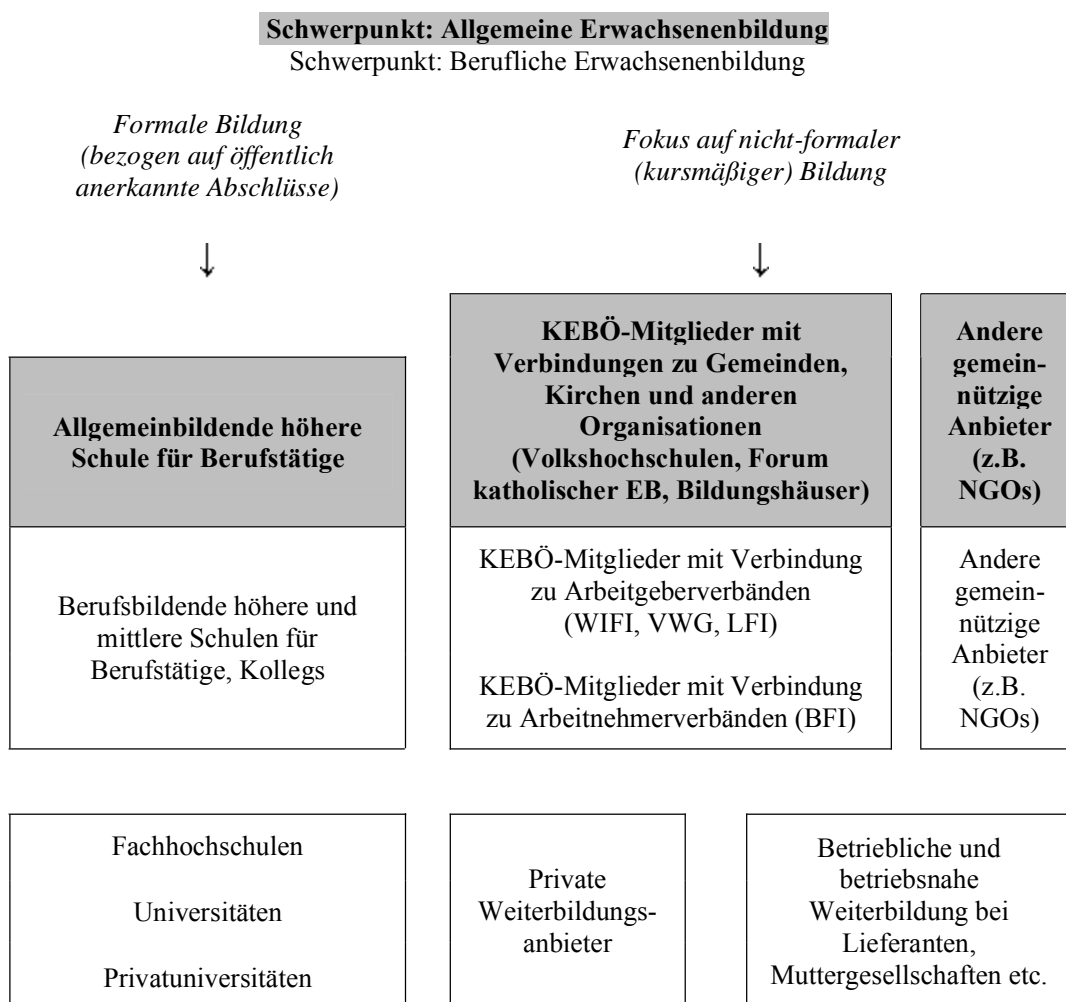 Schwerpunkt: Allgemeine Erwachsenenbildung
Schwerpunkt: Berufliche Erwachsenenbildung
Formale Bildung
(bezogen auf öffentlich
anerkannte Abschlüsse)
Fokus auf nicht-formaler
(kursmäßiger) Bildung
↓
↓
Allgemeinbildende höhere
Schule für Berufstätige
KEBÖ-Mitglieder mit
Verbindungen zu Gemeinden,
Kirchen und anderen
Organisationen
(Volkshochschulen, Forum
katholischer EB, Bildungshäuser)
Andere
gemein-
nützige
Anbieter
(z.B.
NGOs)
Berufsbildende höhere und
mittlere Schulen für
Berufstätige, Kollegs
KEBÖ-Mitglieder mit Verbindung
zu Arbeitgeberverbänden
(WIFI, VWG, LFI)
KEBÖ-Mitglieder mit Verbindung
zu Arbeitnehmerverbänden (BFI)
Andere
gemein-
nützige
Anbieter
(z.B.
NGOs)
Fachhochschulen
Universitäten
Privatuniversitäten
Private
Weiterbildungs-
anbieter
Betriebliche und
betriebsnahe
Weiterbildung bei
Lieferanten,
Muttergesellschaften etc.